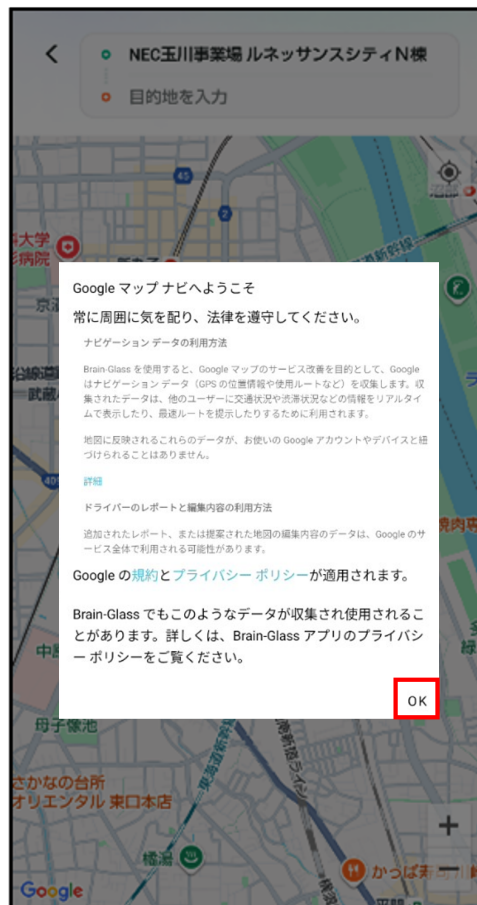 NEC玉川事業場 ルネッサンスシティN棟
目的地を入力
45
2
大学
病院
Google マップ ナビへようこそ
常に周囲に気を配り、法律を遵守してください。
ナビゲーション データの利用方法
Brain-Glass を使用すると、Google マップのサービス改善を目的として、Google
はナビゲーション データ（GPS の位置情報や使用ルートなど）を収集します。収
集されたデータは、他のユーザーに交通状況や渋滞状況などの情報をリアルタイ
ムで表示したり、最速ルートを提示したりするために利用されます。
地図に反映されるこれらのデータが、お使いの Google アカウントやデバイスと紐
づけられることはありません。
詳細
ドライバーのレポートと編集内容の利用方法
追加されたレポート、または提案された地図の編集内容のデータは、Google のサ
ービス全体で利用される可能性があります。
Google の規約とプライバシー ポリシーが適用されます。
Brain-Glass でもこのようなデータが収集され使用されるこ
とがあります。詳しくは、Brain-Glass アプリのプライバシ
ー ポリシーをご覧ください。
OK
母子像池
東海道新幹線
さかなの台所
オリエンタル 東口本店
橘湯
かっぱ寿司
Google